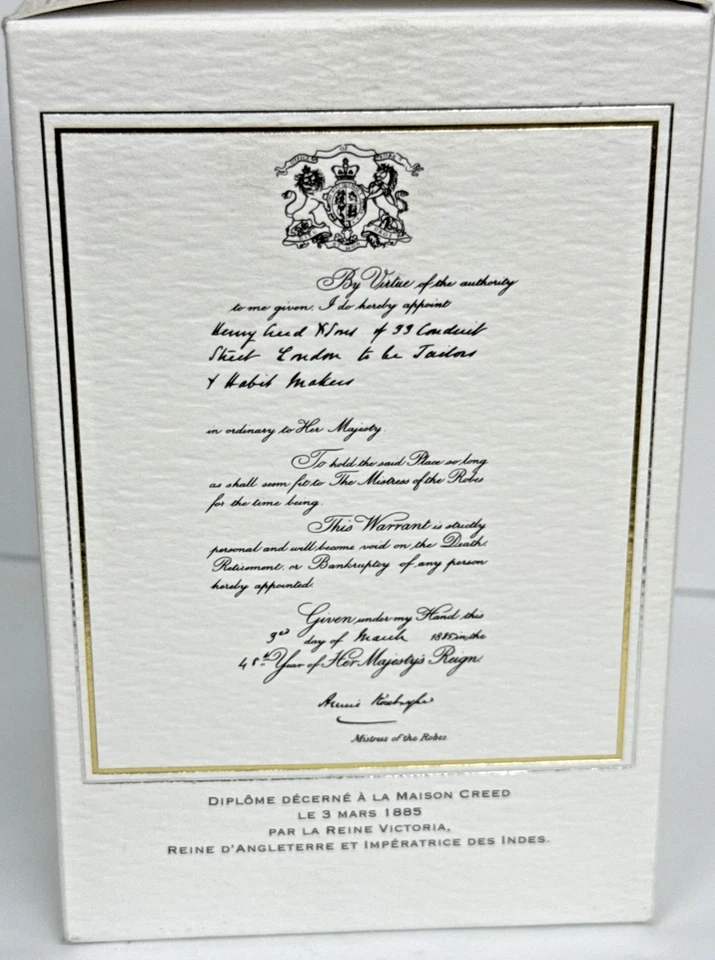 By Virtue of the authority
to me given. I do hereby appoint
Henry Creed & Sons of 33 Conduit
Street London to be Tailors
& Habit Makers
in ordinary to Her Majesty
To hold the said Place so long
as shall seem fit to The Mistress of the Robes
for the time being.
This Warrant is strictly
personal and will become void on the Death.
Retirement. or Bankruptcy of any person
hereby appointed.
Given under my Hand this
3rd day of March 1885 in the
48th Year of Her Majesty's Reign
Annie Roxburghe
Mistress of the Robes
DIPLÔME DÉCERNÉ À LA MAISON CREED
LE 3 MARS 1885
PAR LA REINE VICTORIA,
REINE D'ANGLETERRE ET IMPÉRATRICE DES INDES.